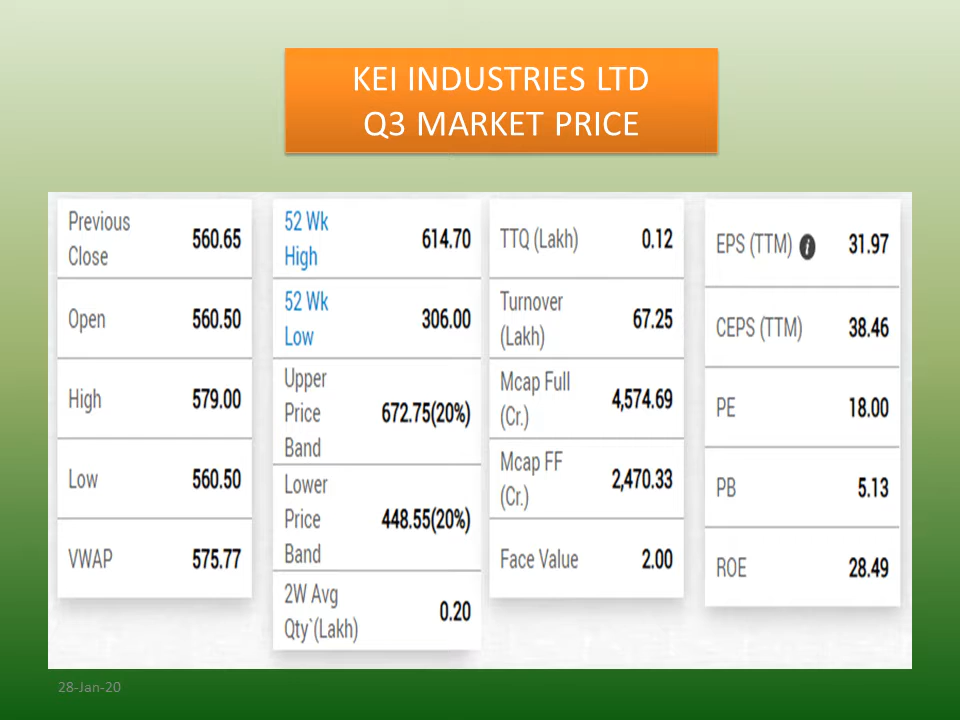 KEI INDUSTRIES LTD
Q3 MARKET PRICE
Previous
Close
560.65
Open
560.50
High
579.00
Low
560.50
VWAP
575.77
52 Wk
High
614.70
52 Wk
Low
306.00
Upper
Price
Band
672.75(20%)
Lower
Price
Band
448.55(20%)
2W Avg
Qty`(Lakh)
0.20
TTQ (Lakh)
0.12
Turnover
(Lakh)
67.25
Mcap Full
(Cr.)
4,574.69
Mcap FF
(Cr.)
2,470.33
Face Value
2.00
EPS (TTM) i
31.97
CEPS (TTM)
38.46
PE
18.00
PB
5.13
ROE
28.49
28-Jan-20